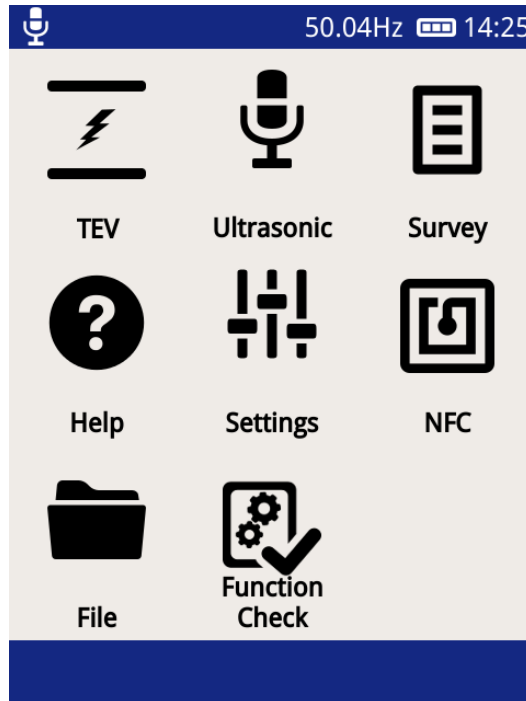 50.04Hz 14:25
TEV Ultrasonic Survey
Help Settings NFC
File Function
Check